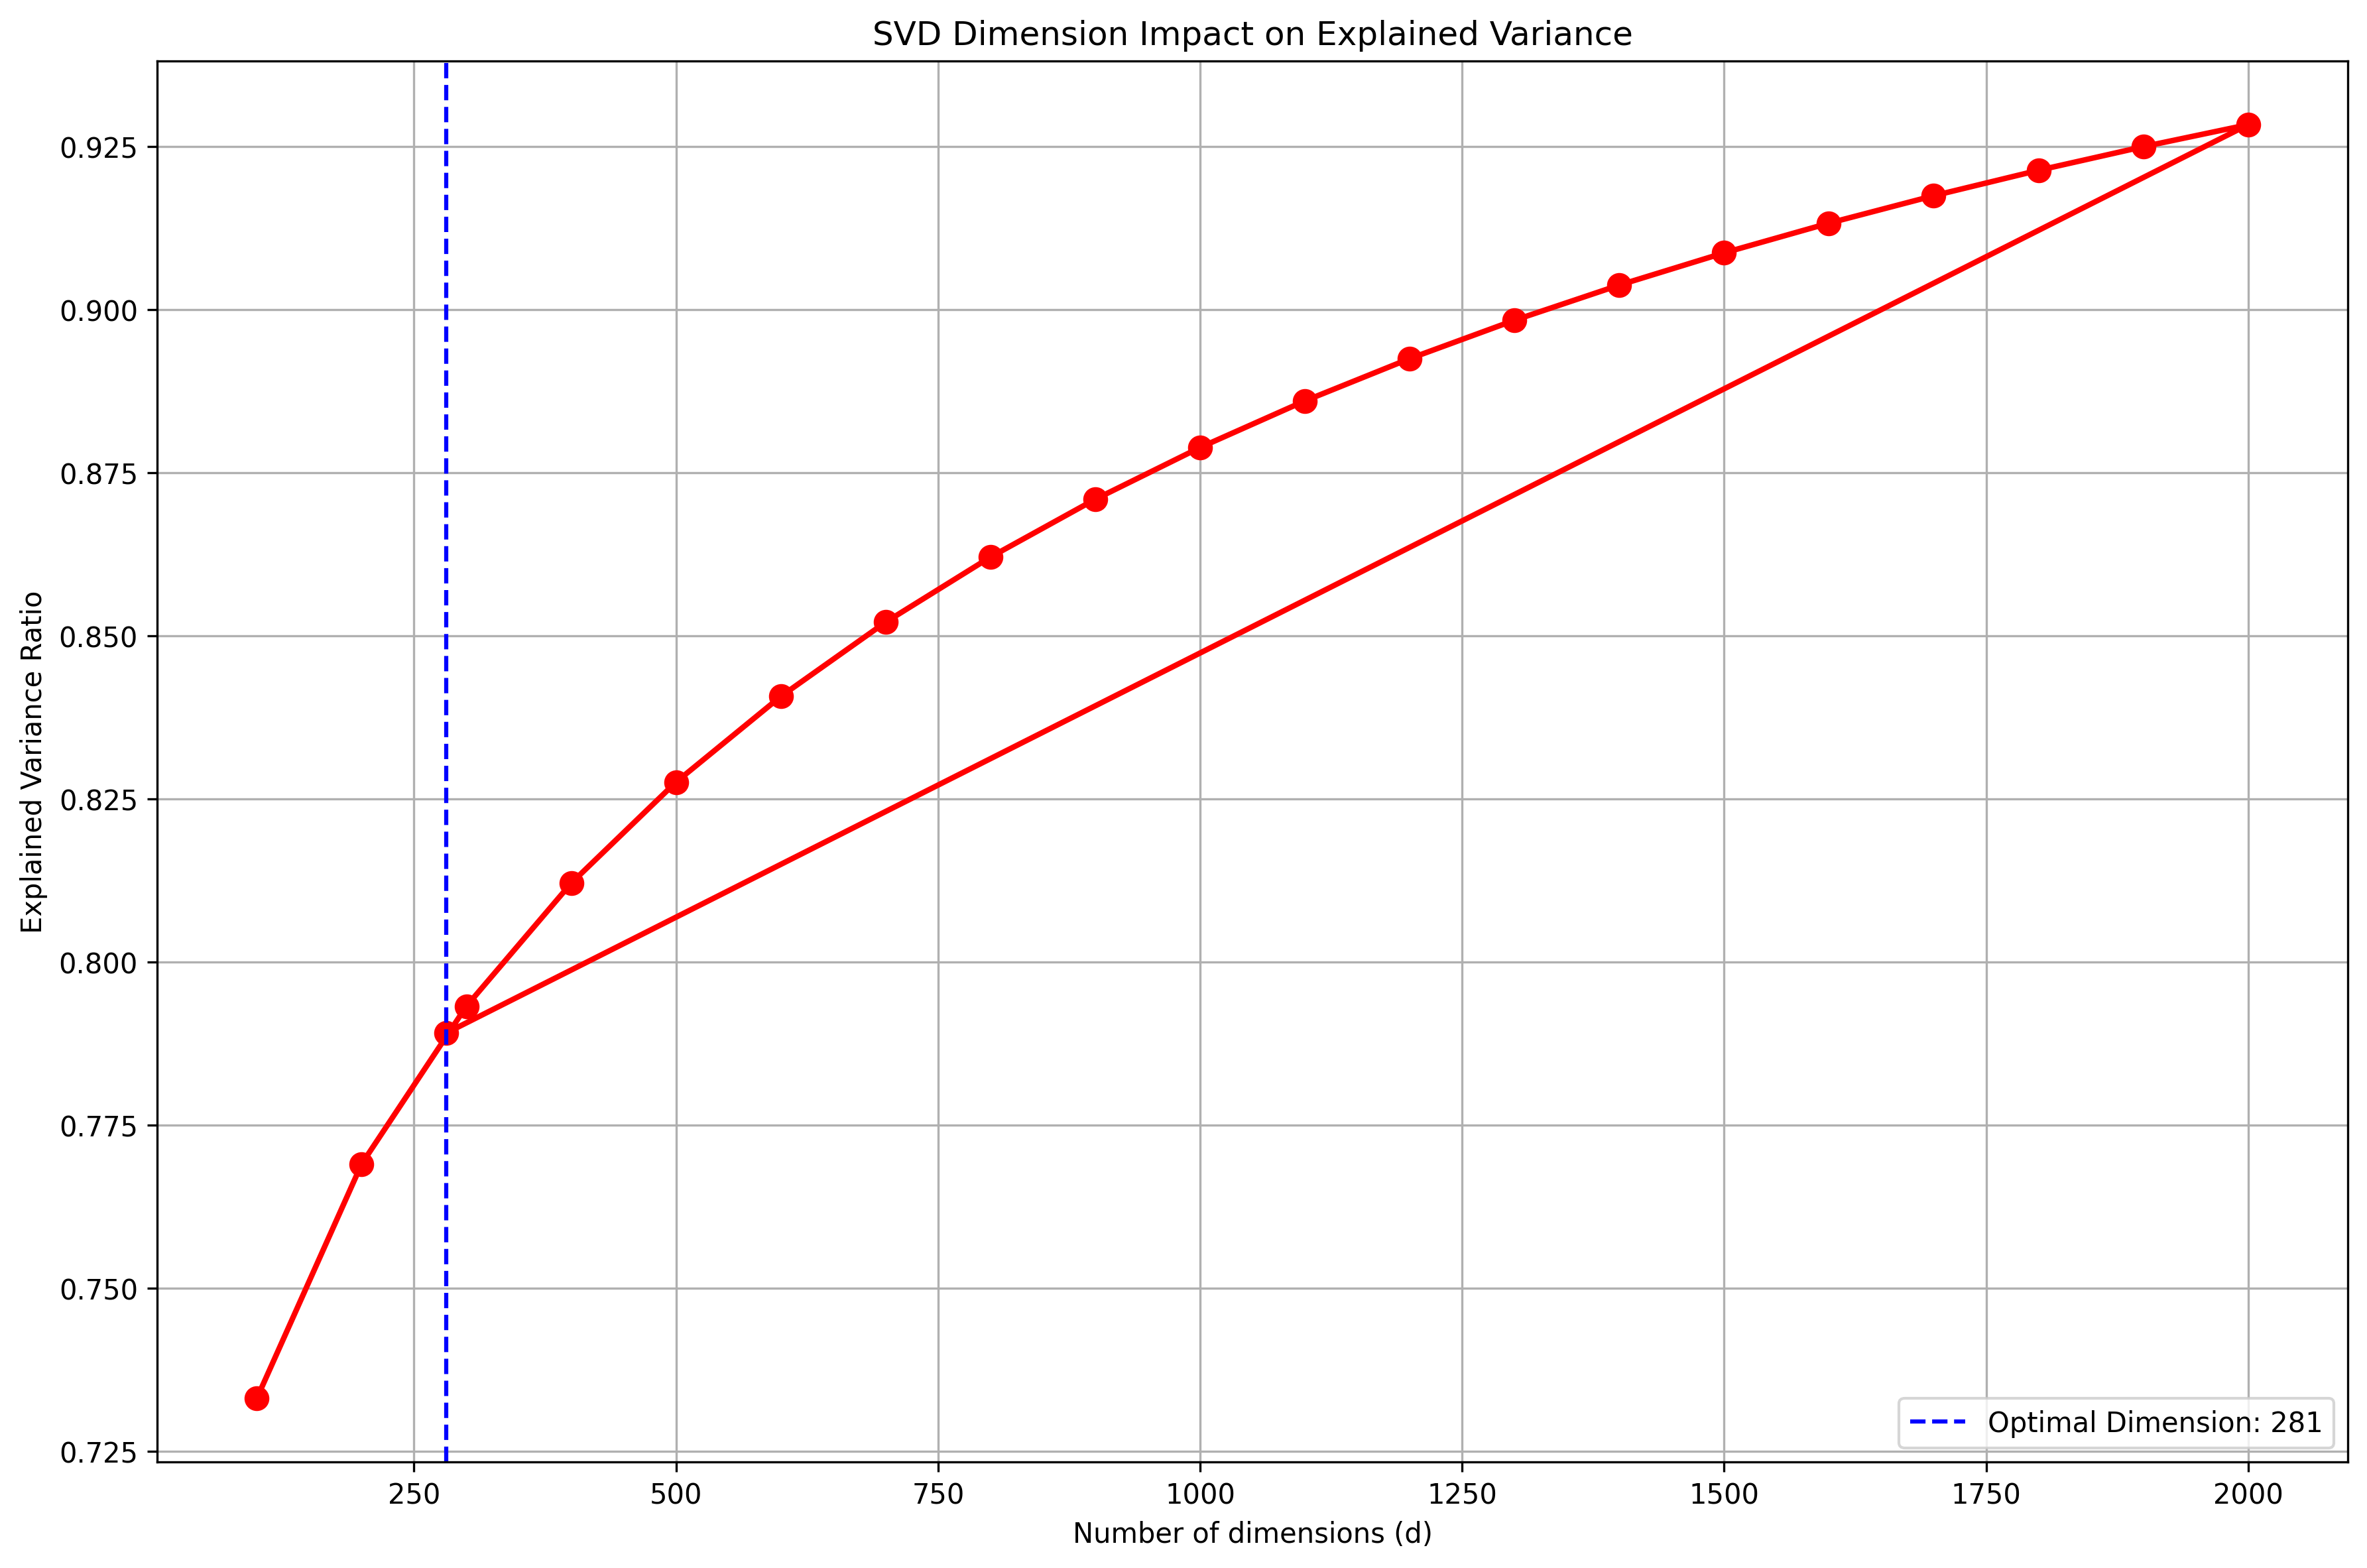 SVD Dimension Impact on Explained Variance
Explained Variance Ratio
0.925
0.900
0.875
0.850
0.825
0.800
0.775
0.750
0.725
Optimal Dimension: 281
250 500 750 1000 1250 1500 1750 2000
Number of dimensions (d)